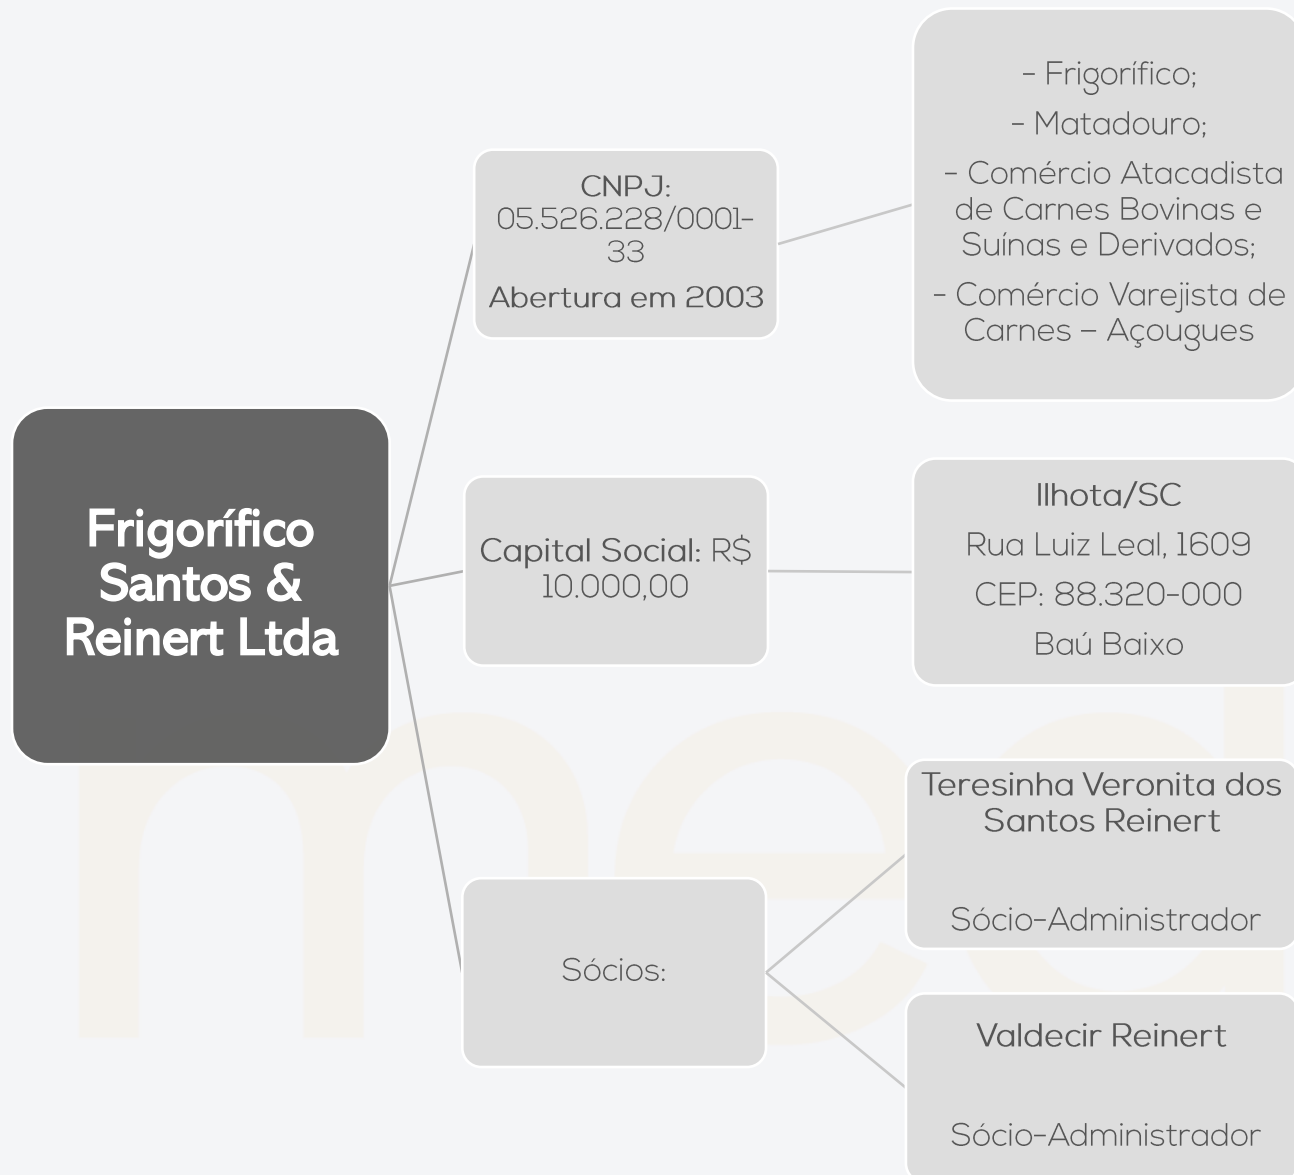 Frigorífico
Santos &
Reinert Ltda
CNPJ:
05.526.228/0001-
33
Abertura em 2003
- Frigorífico;
- Matadouro;
- Comércio Atacadista
de Carnes Bovinas e
Suínas e Derivados;
- Comércio Varejista de
Carnes – Açougues
Capital Social: R$
10.000,00
Ilhota/SC
Rua Luiz Leal, 1609
CEP: 88.320-000
Baú Baixo
Sócios:
Teresinha Veronita dos
Santos Reinert
Sócio-Administrador
Valdecir Reinert
Sócio-Administrador
med